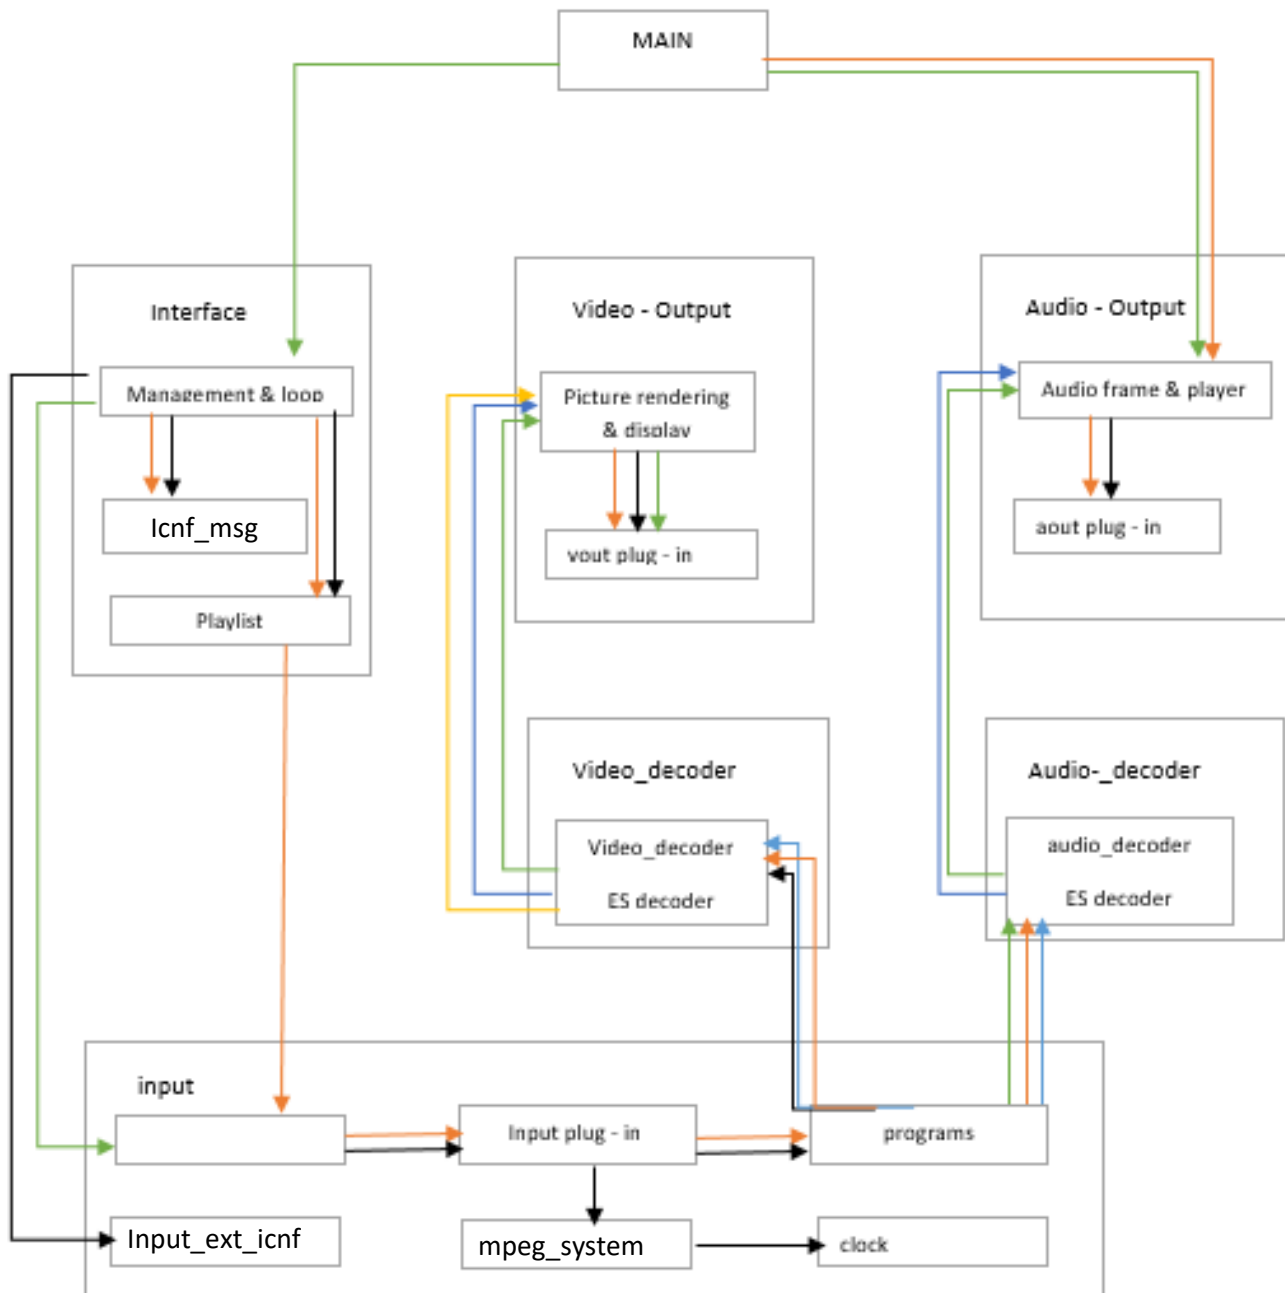 MAIN
Interface
Management & loop
Icnf_msg
Playlist
Video - Output
Picture rendering
& display
vout plug - in
Audio - Output
Audio frame & player
aout plug - in
Video_decoder
Video_decoder
ES decoder
Audio-_decoder
audio_decoder
ES decoder
input
Input plug - in
programs
Input_ext_icnf
mpeg_system
clock